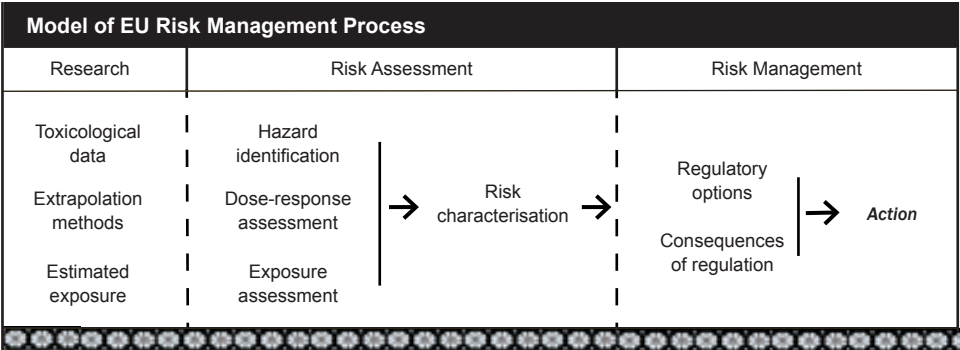 Model of EU Risk Management Process
Research
Risk Assessment
Risk Management
Toxicological
data
Extrapolation
methods
Estimated
exposure
Hazard
identification
Dose-response
assessment
Exposure
assessment
Risk
characterisation
Regulatory
options
Consequences
of regulation
Action